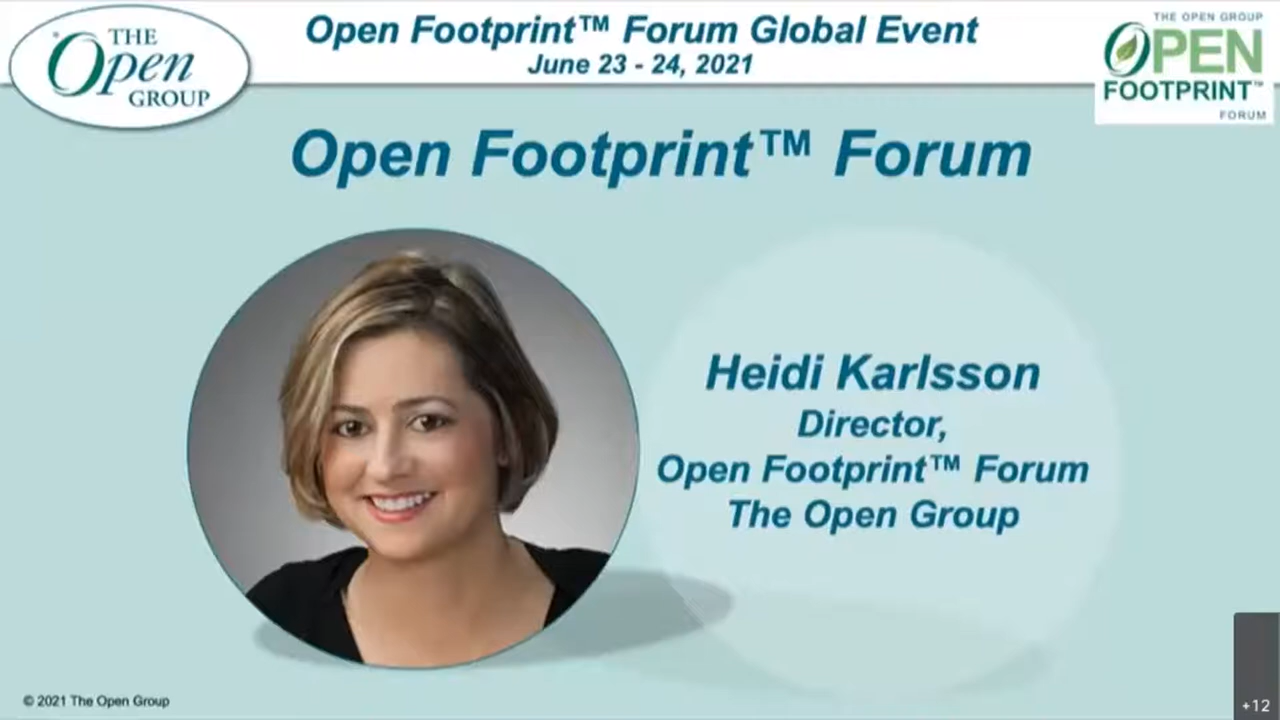 THE
Open
GROUP
Open Footprint™ Forum Global Event
June 23 - 24, 2021
THE OPEN GROUP
OPEN
FOOTPRINT™
FORUM
Open Footprint™ Forum
Heidi Karlsson
Director,
Open Footprint™ Forum
The Open Group
© 2021 The Open Group
+12